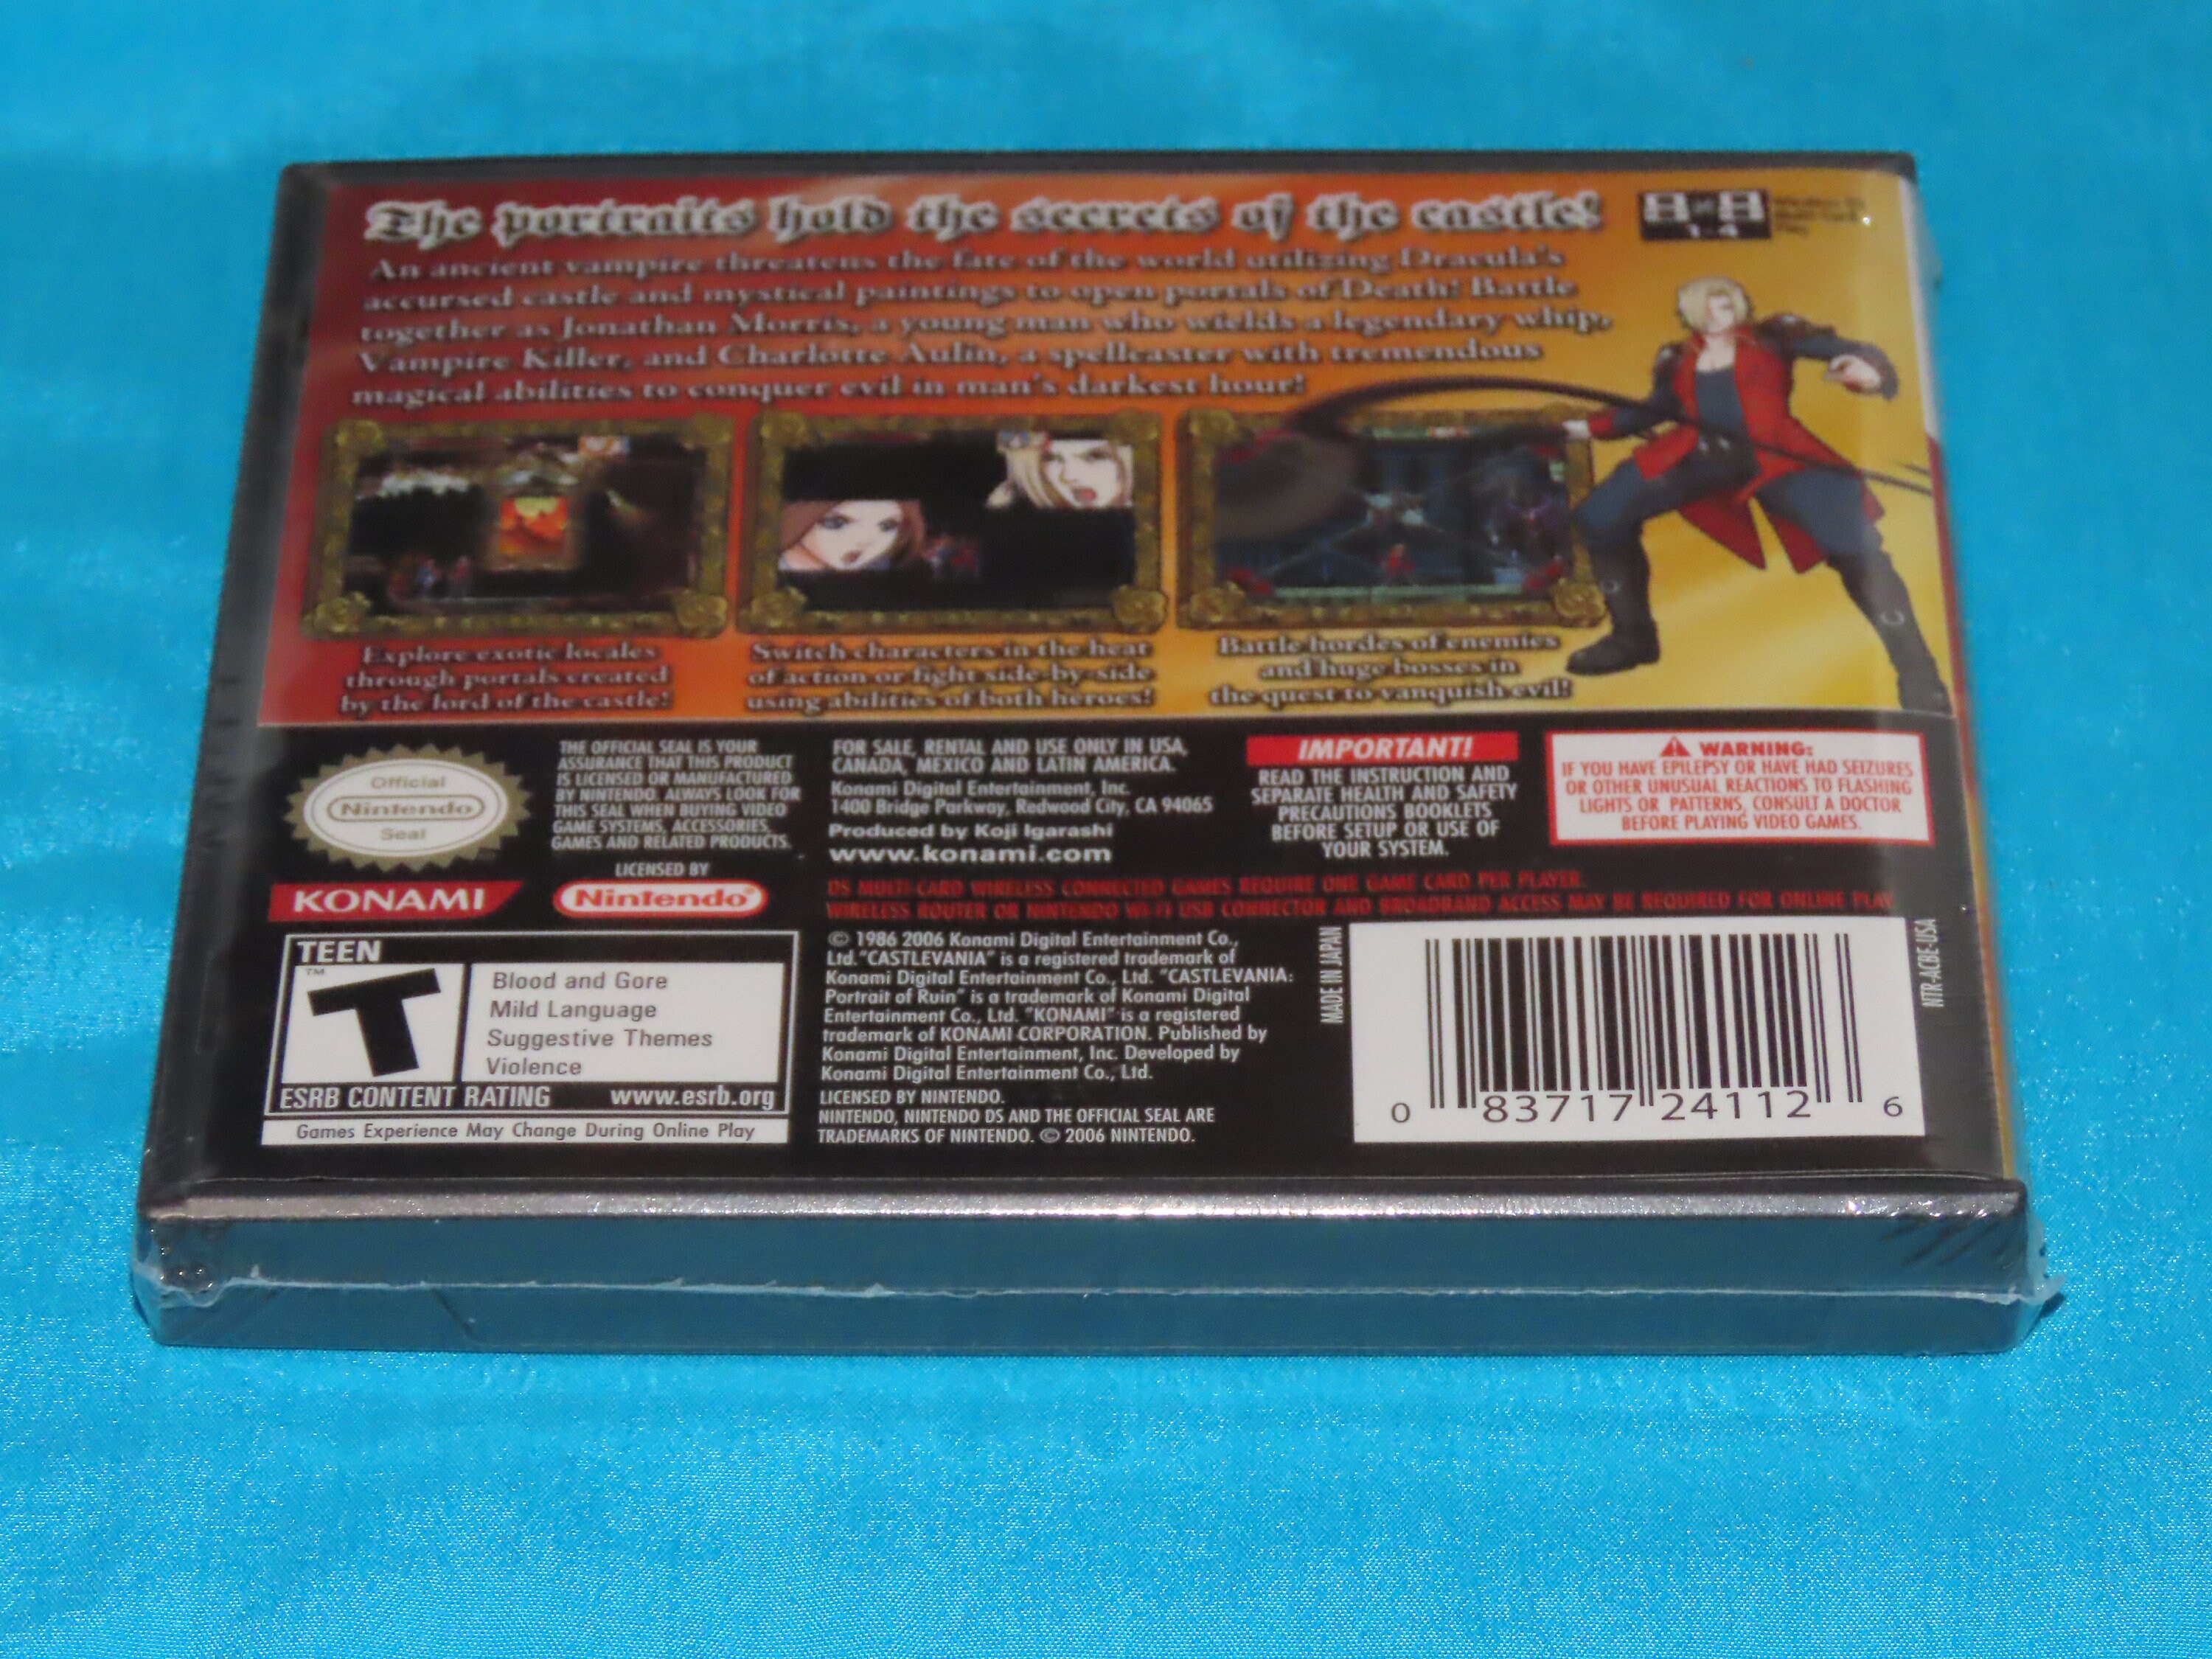 The portraits hold the secrets of the castle!
1-4
An ancient vampire threatens the fate of the world utilizing Dracula's
accursed castle and mystical paintings to open portals of Death! Battle
together as Jonathan Morris, a young man who wields a legendary whip,
Vampire Killer, and Charlotte Aulin, a spellcaster with tremendous
magical abilities to conquer evil in man's darkest hour!
Explore exotic locales
through portals created
by the lord of the castle!
Switch characters in the heat
of action or fight side-by-side
using abilities of both heroes!
Battle hordes of enemies
and huge bosses in
the quest to vanquish evil!
Official
Nintendo
Seal
THE OFFICIAL SEAL IS YOUR
ASSURANCE THAT THIS PRODUCT
IS LICENSED OR MANUFACTURED
BY NINTENDO. ALWAYS LOOK FOR
THIS SEAL WHEN BUYING VIDEO
GAME SYSTEMS, ACCESSORIES,
GAMES AND RELATED PRODUCTS.
KONAMI
LICENSED BY
Nintendo®
FOR SALE, RENTAL AND USE ONLY IN USA,
CANADA, MEXICO AND LATIN AMERICA.
Konami Digital Entertainment, Inc.
1400 Bridge Parkway, Redwood City, CA 94065
Produced by Koji Igarashi
www.konami.com
IMPORTANT!
READ THE INSTRUCTION AND
SEPARATE HEALTH AND SAFETY
PRECAUTIONS BOOKLETS
BEFORE SETUP OR USE OF
YOUR SYSTEM.
WARNING:
IF YOU HAVE EPILEPSY OR HAVE HAD SEIZURES
OR OTHER UNUSUAL REACTIONS TO FLASHING
LIGHTS OR PATTERNS, CONSULT A DOCTOR
BEFORE PLAYING VIDEO GAMES.
DS MULTI-CARD WIRELESS CONNECTED GAMES REQUIRE ONE GAME CARD PER PLAYER.
WIRELESS ROUTER OR NINTENDO WI-FI USB CONNECTOR AND BROADBAND ACCESS MAY BE REQUIRED FOR ONLINE PLAY
TEEN
T
TM
Blood and Gore
Mild Language
Suggestive Themes
Violence
ESRB CONTENT RATING www.esrb.org
Games Experience May Change During Online Play
© 1986 2006 Konami Digital Entertainment Co.,
Ltd. "CASTLEVANIA" is a registered trademark of
Konami Digital Entertainment Co., Ltd. "CASTLEVANIA:
Portrait of Ruin" is a trademark of Konami Digital
Entertainment Co., Ltd. "KONAMI" is a registered
trademark of KONAMI CORPORATION. Published by
Konami Digital Entertainment, Inc. Developed by
Konami Digital Entertainment Co., Ltd.
LICENSED BY NINTENDO.
NINTENDO, NINTENDO DS AND THE OFFICIAL SEAL ARE
TRADEMARKS OF NINTENDO. © 2006 NINTENDO.
MADE IN JAPAN
0 83717 24112 6
NTR-ACBE-USA